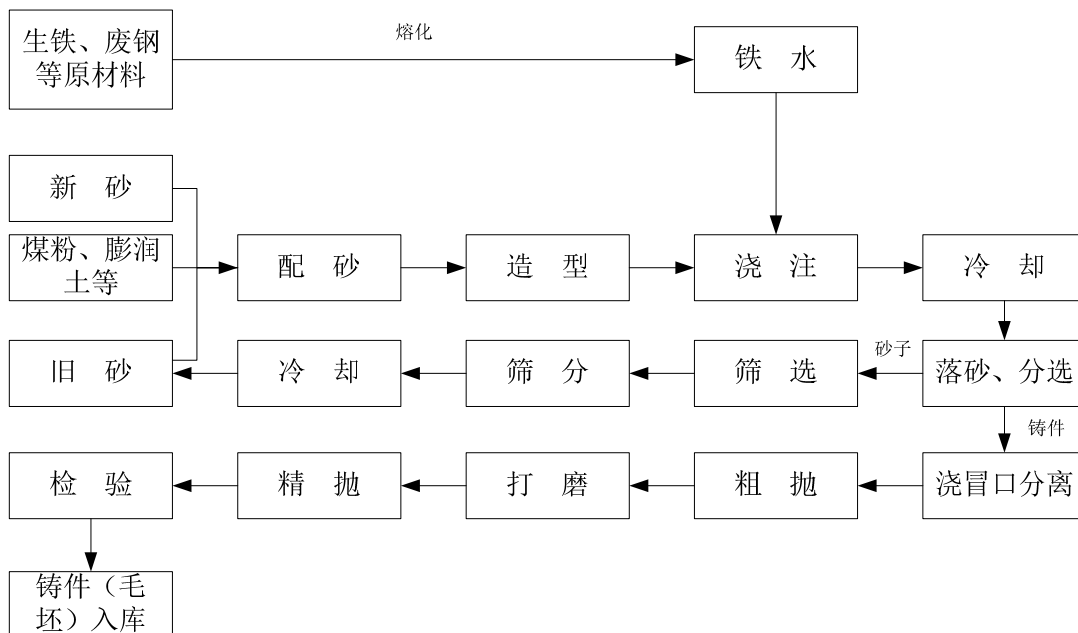 生铁、废钢
等原材料
熔化
铁 水
新 砂
煤粉、膨润
土等
配 砂
造 型
浇 注
冷 却
旧 砂
冷 却
筛 分
筛 选
砂子
落砂、分选
铸件
检 验
精 抛
打 磨
粗 抛
浇冒口分离
铸件（毛
坯）入库